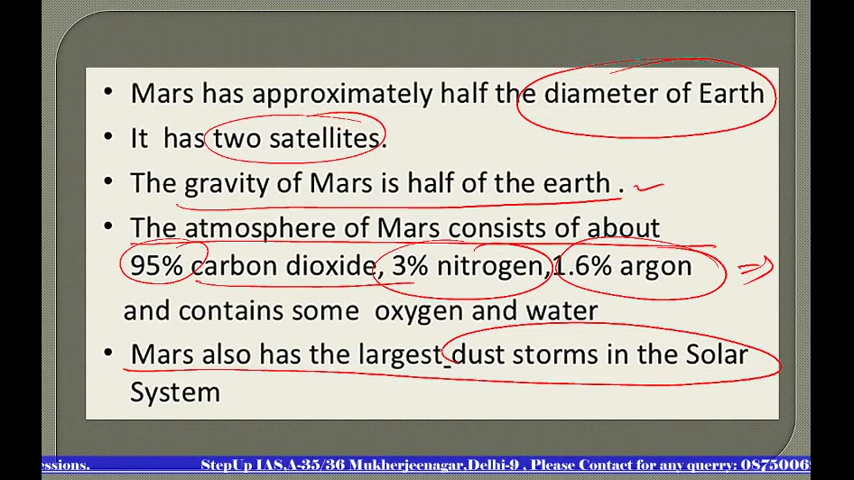 • Mars has approximately half the diameter of Earth
• It has two satellites.
• The gravity of Mars is half of the earth .
• The atmosphere of Mars consists of about
95% carbon dioxide, 3% nitrogen,1.6% argon
and contains some oxygen and water
• Mars also has the largest dust storms in the Solar
System
essions. StepUp IAS,A-35/36 Mukherjeenagar,Delhi-9 , Please Contact for any querry: 0875006